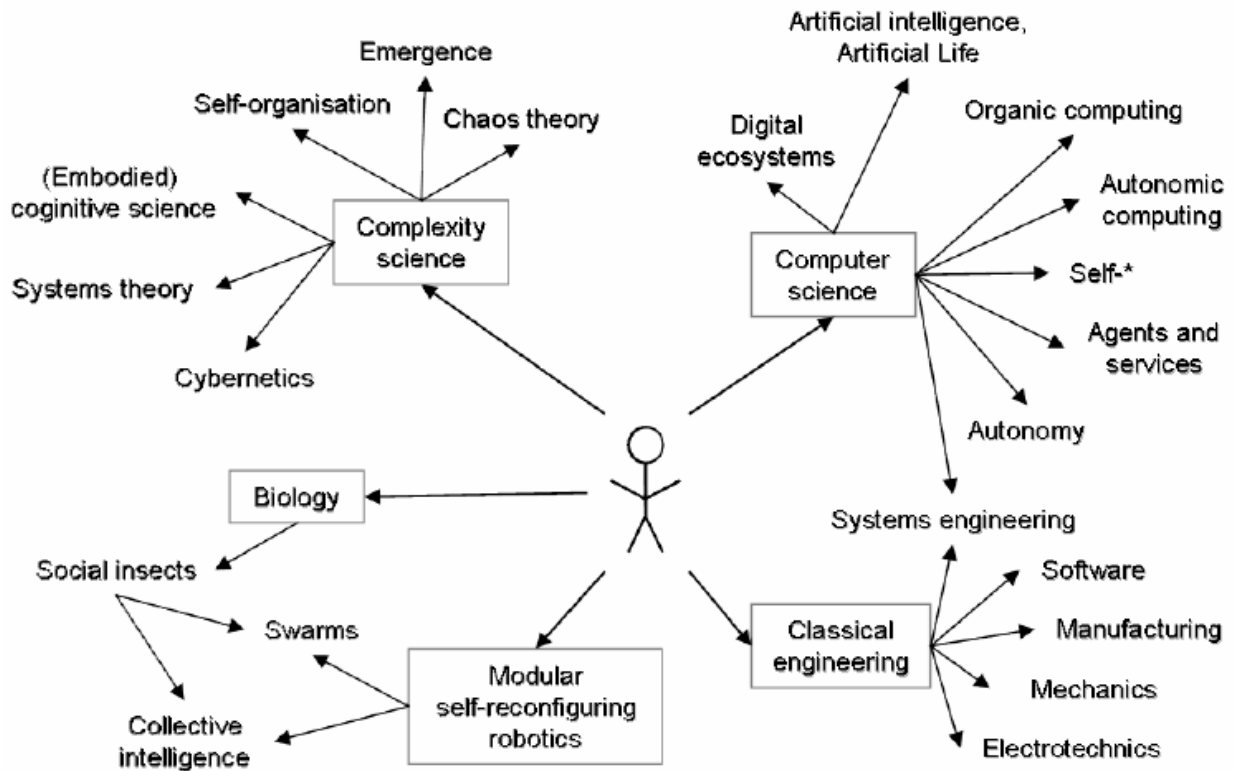 Artificial intelligence,
Artificial Life
Emergence
Self-organisation
Chaos theory
Organic computing
Digital
ecosystems
(Embodied)
coginitive science
Autonomic
computing
Complexity
science
Computer
science
Self-*
Systems theory
Agents and
services
Cybernetics
Autonomy
Biology
Systems engineering
Social insects
Software
Swarms
Classical
engineering
Manufacturing
Modular
self-reconfiguring
robotics
Mechanics
Collective
intelligence
Electrotechnics